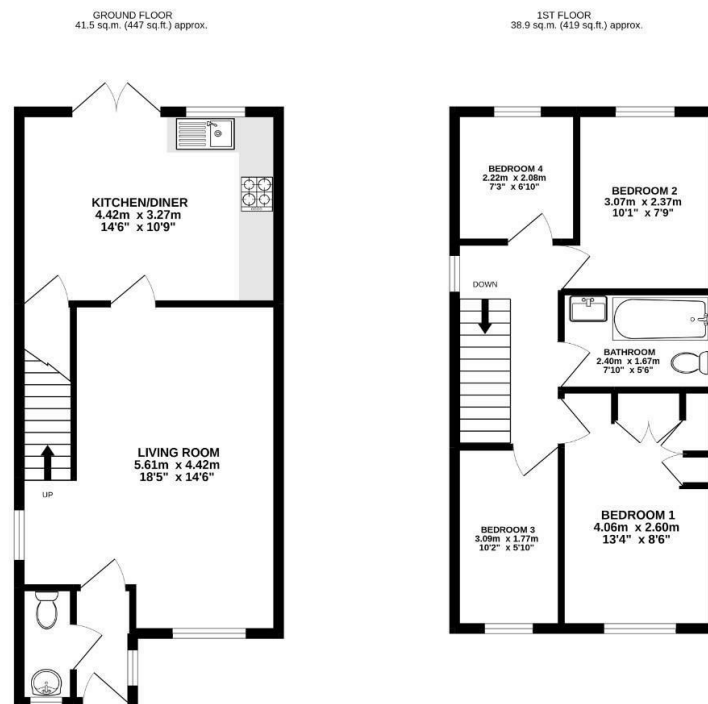 GROUND FLOOR
41.5 sq.m. (447 sq.ft.) approx.
KITCHEN/DINER
4.42m x 3.27m
14'6" x 10'9"
LIVING ROOM
5.61m x 4.42m
18'5" x 14'6"
UP
1ST FLOOR
38.9 sq.m. (419 sq.ft.) approx.
BEDROOM 4
2.22m x 2.08m
7'3" x 6'10"
BEDROOM 2
3.07m x 2.37m
10'1" x 7'9"
DOWN
BATHROOM
2.40m x 1.67m
7'10" x 5'6"
BEDROOM 1
4.06m x 2.60m
13'4" x 8'6"
BEDROOM 3
3.09m x 1.77m
10'2" x 5'10"